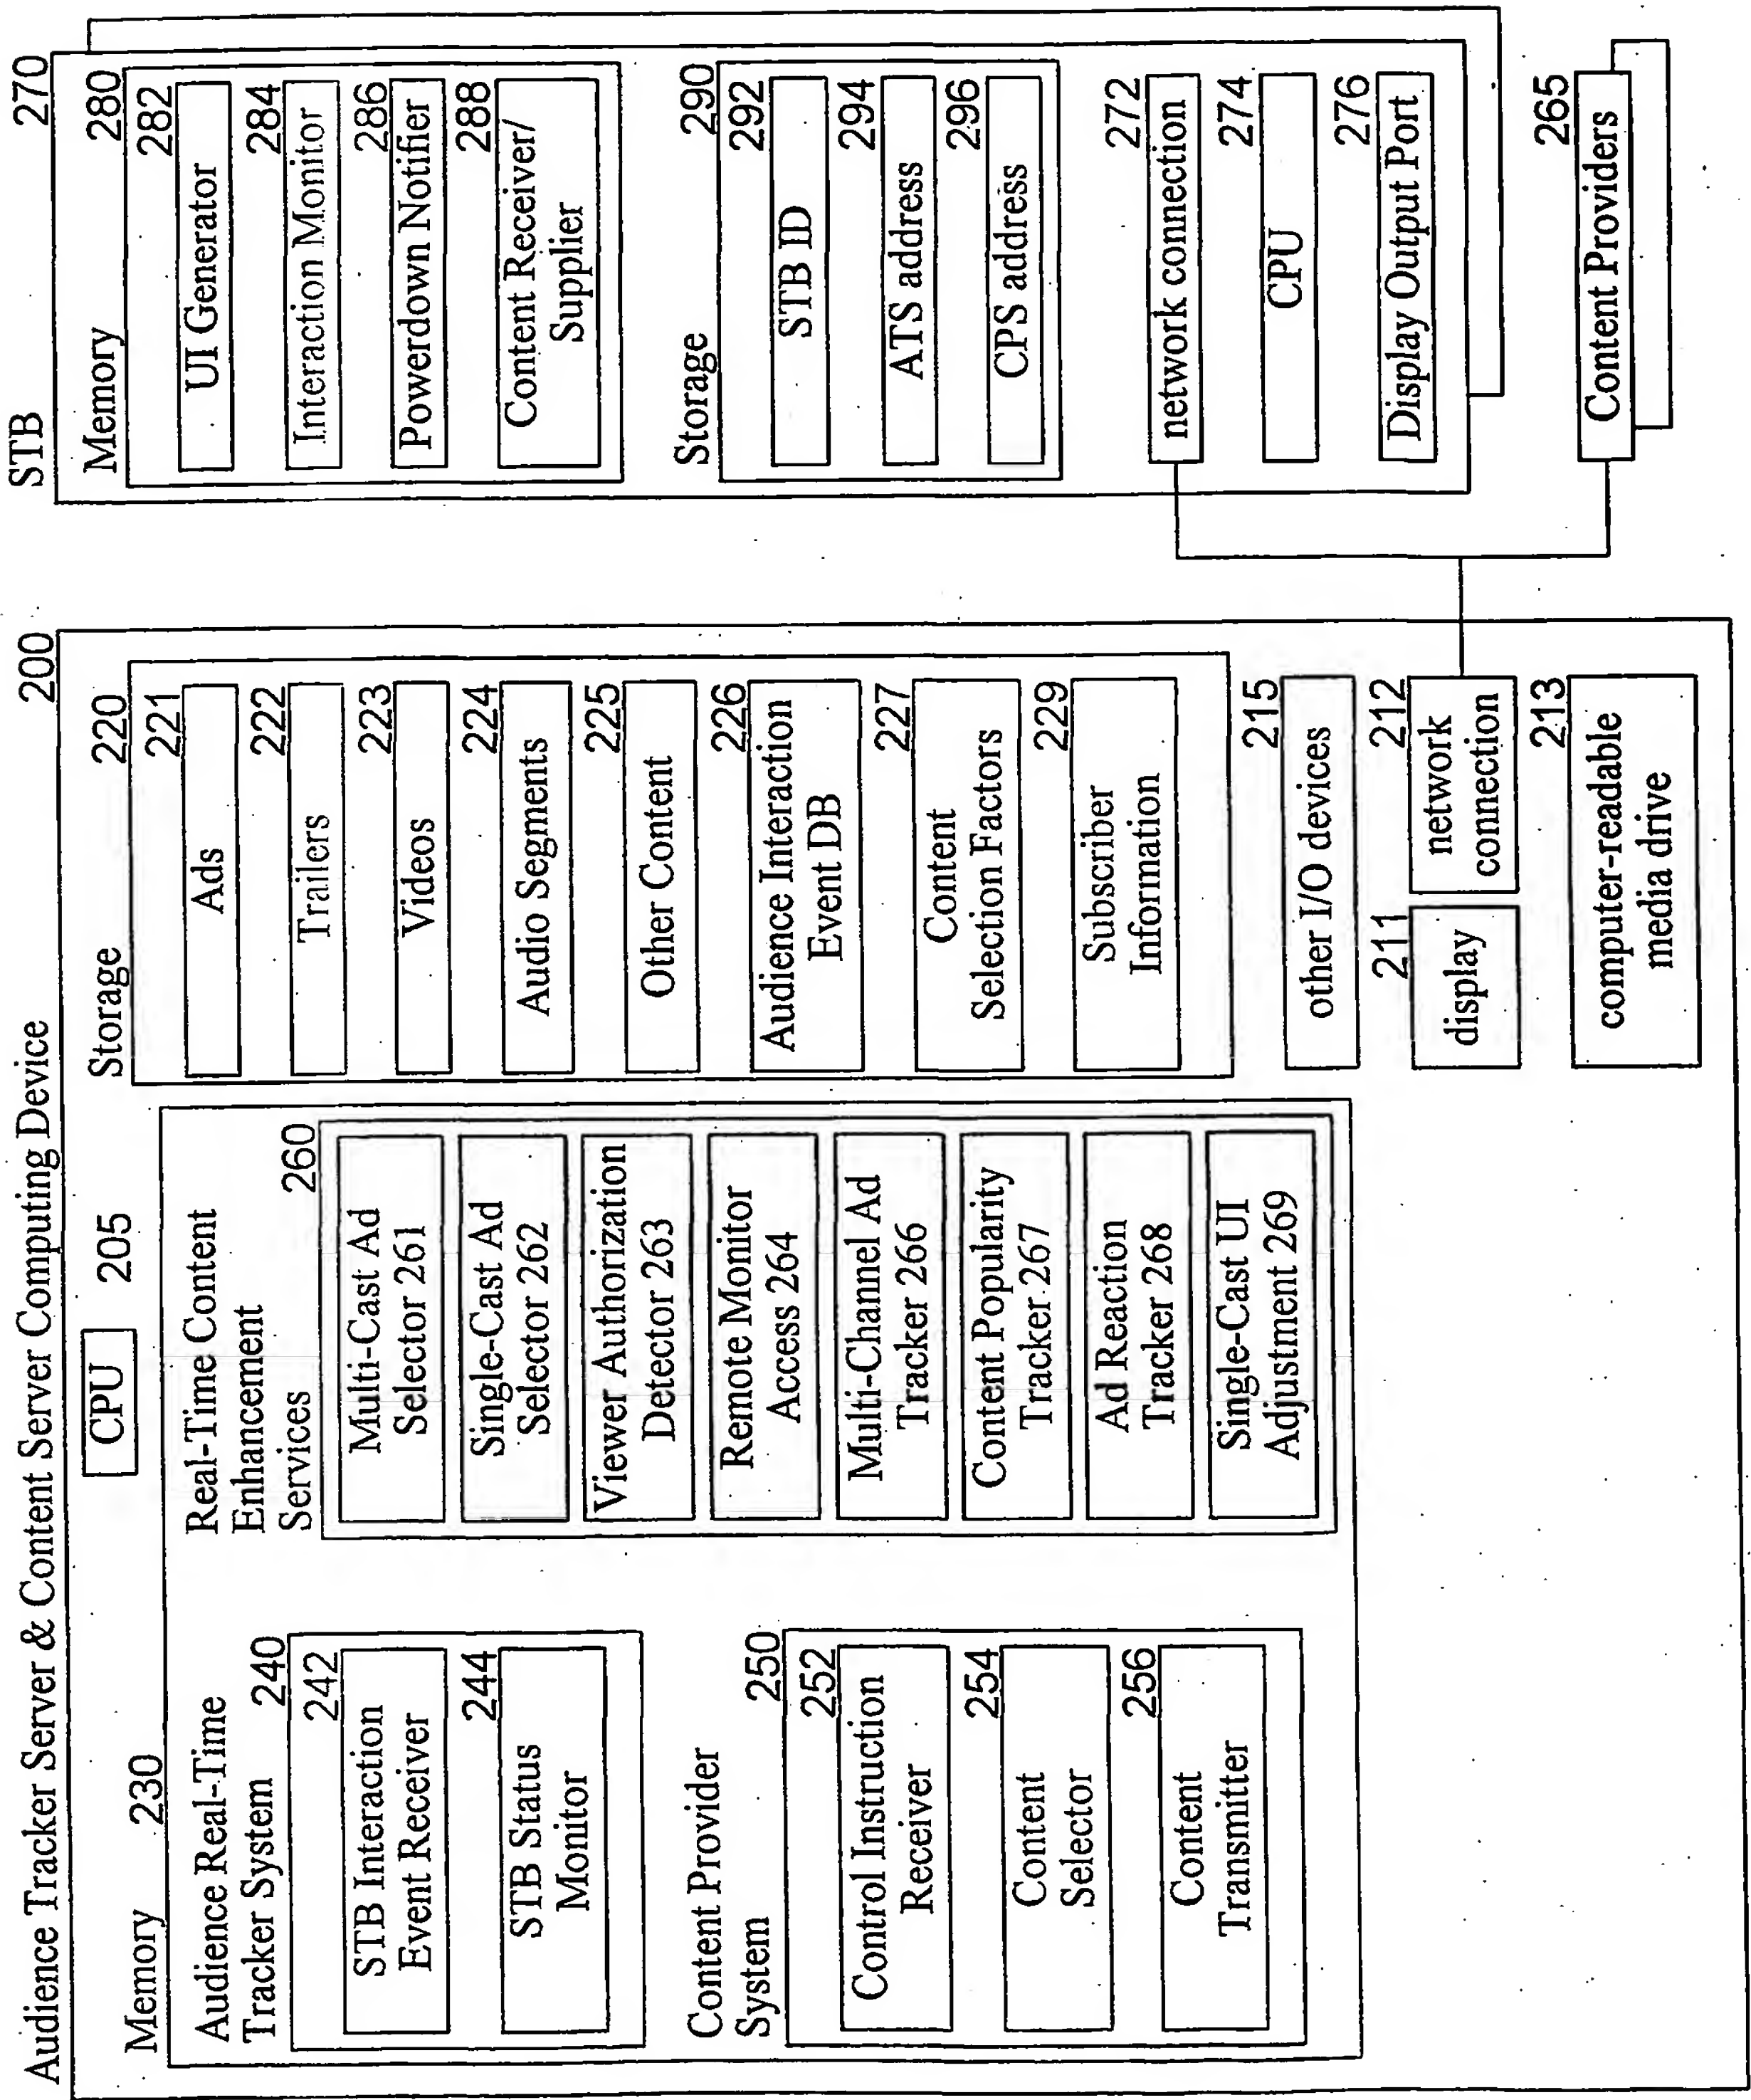 Audience Tracker Server & Content Server Computing Device 200
CPU 205
Memory 230
Audience Real-Time
Tracker System 240
242
STB Interaction
Event Receiver
244
STB Status
Monitor
Content Provider
System 250
252
Control Instruction
Receiver
254
Content
Selector
256
Content
Transmitter
Real-Time Content
Enhancement
Services 260
Multi-Cast Ad
Selector 261
Single-Cast Ad
Selector 262
Viewer Authorization
Detector 263
Remote Monitor
Access 264
Multi-Channel Ad
Tracker 266
Content Popularity
Tracker 267
Ad Reaction
Tracker 268
Single-Cast UI
Adjustment 269
Storage 220
221
Ads
222
Trailers
223
Videos
224
Audio Segments
225
Other Content
226
Audience Interaction
Event DB
227
Content
Selection Factors
229
Subscriber
Information
215
other I/O devices
211
display
212
network
connection
213
computer-readable
media drive
STB 270
Memory 280
282
UI Generator
284
Interaction Monitor
286
Powerdown Notifier
288
Content Receiver/
Supplier
Storage 290
292
STB ID
294
ATS address
296
CPS address
272
network connection
274
CPU
276
Display Output Port
265
Content Providers